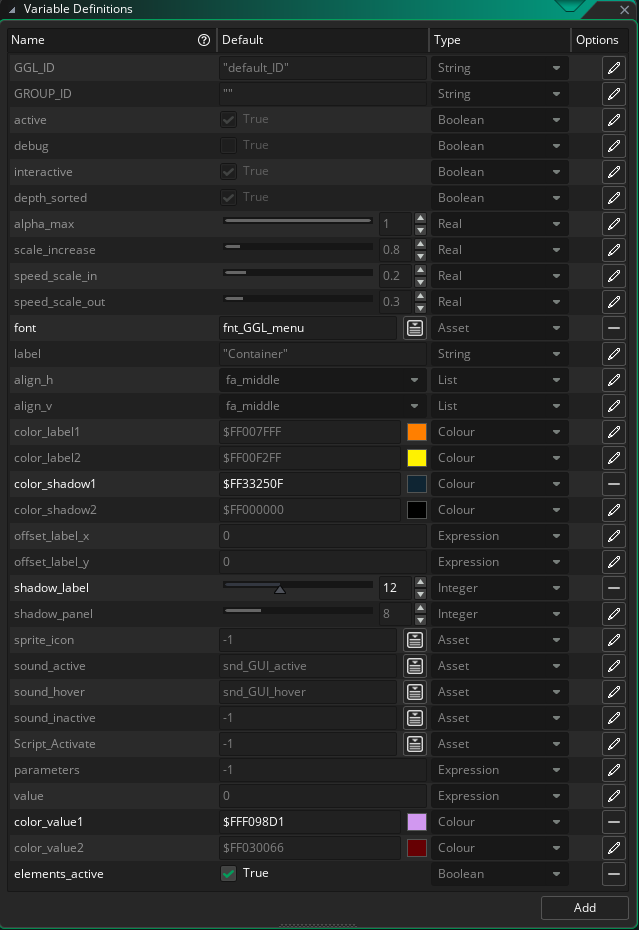 Variable Definitions
Name Default Type Options
GGL_ID "default_ID" String
GROUP_ID "" String
active True Boolean
debug True Boolean
interactive True Boolean
depth_sorted True Boolean
alpha_max 1 Real
scale_increase 0.8 Real
speed_scale_in 0.2 Real
speed_scale_out 0.3 Real
font fnt_GGL_menu Asset
label "Container" String
align_h fa_middle List
align_v fa_middle List
color_label1 $FF007FFF Colour
color_label2 $FF00F2FF Colour
color_shadow1 $FF33250F Colour
color_shadow2 $FF000000 Colour
offset_label_x 0 Expression
offset_label_y 0 Expression
shadow_label 12 Integer
shadow_panel 8 Integer
sprite_icon -1 Asset
sound_active snd_GUI_active Asset
sound_hover snd_GUI_hover Asset
sound_inactive -1 Asset
Script_Activate -1 Asset
parameters -1 Expression
value 0 Expression
color_value1 $FFF098D1 Colour
color_value2 $FF030066 Colour
elements_active True Boolean
Add